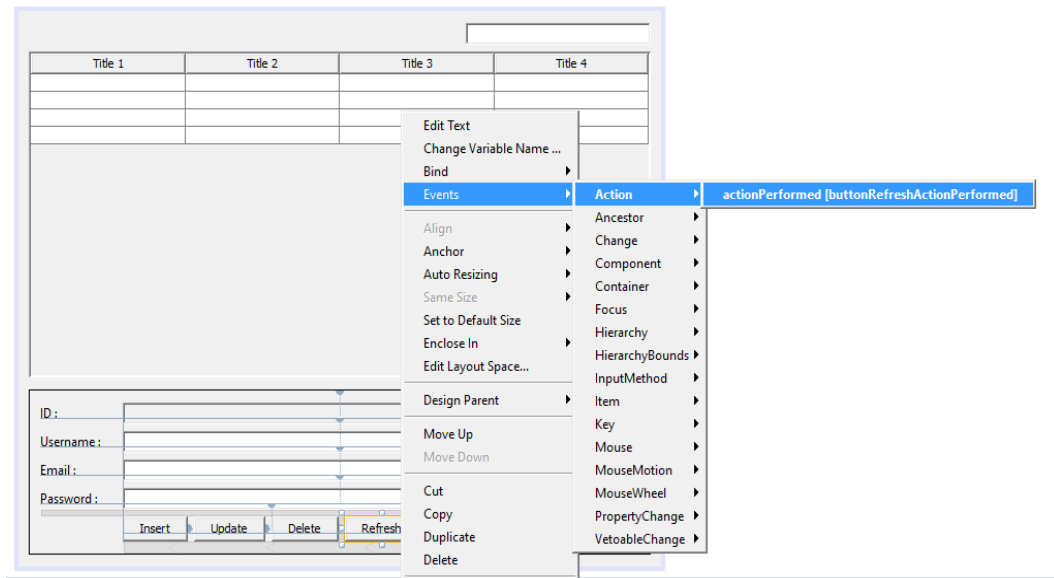 Title 1 Title 2 Title 3 Title 4
Edit Text
Change Variable Name ...
Bind
Events
Align
Anchor
Auto Resizing
Same Size
Set to Default Size
Enclose In
Edit Layout Space...
Design Parent
Move Up
Move Down
Cut
Copy
Duplicate
Delete
Action
Ancestor
Change
Component
Container
Focus
Hierarchy
HierarchyBounds
InputMethod
Item
Key
Mouse
MouseMotion
MouseWheel
PropertyChange
VetoableChange
actionPerformed [buttonRefreshActionPerformed]
ID :
Username :
Email :
Password :
Insert Update Delete Refresh